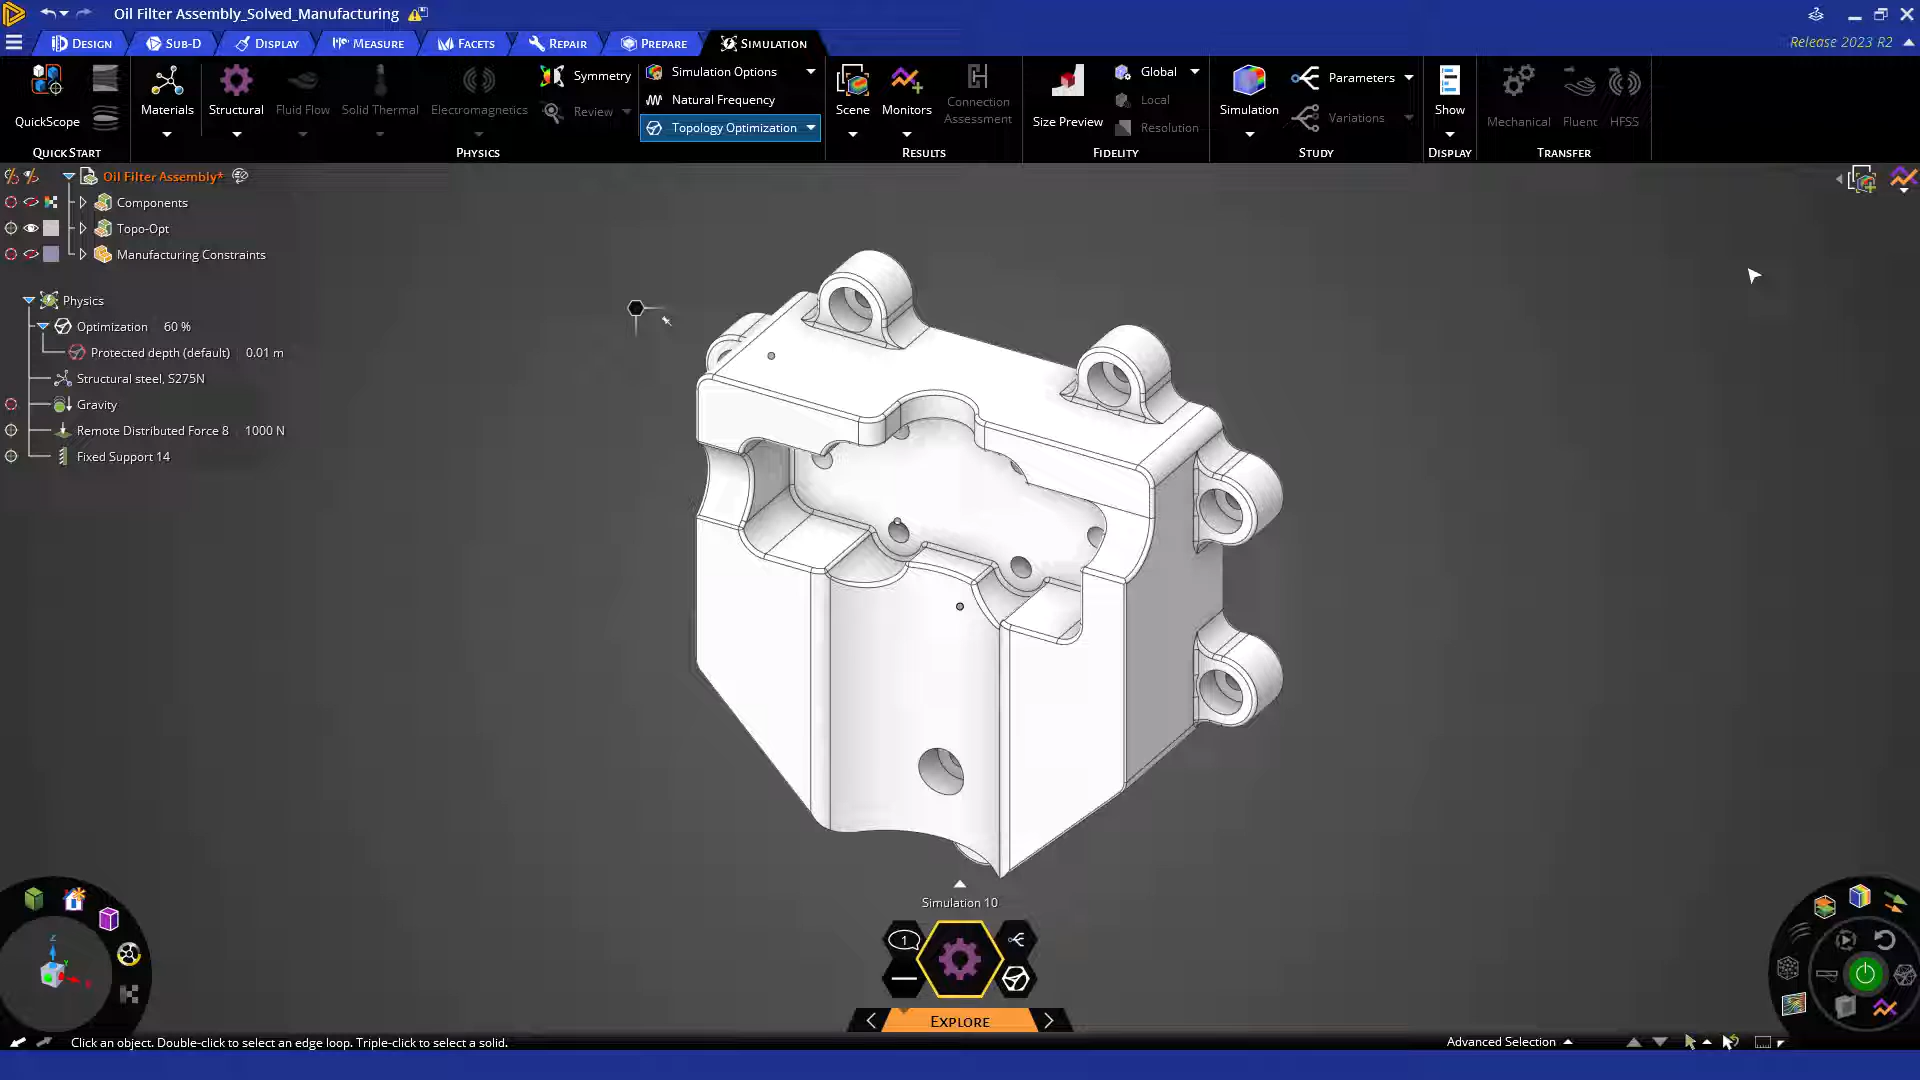 Oil Filter Assembly_Solved_Manufacturing
Design
Sub-D
Display
Measure
Facets
Repair
Prepare
Simulation
Release 2023 R2
QuickScope
Materials
Structural
Fluid Flow
Solid Thermal
Electromagnetics
Symmetry
Review
Simulation Options
Natural Frequency
Topology Optimization
Scene
Monitors
Connection
Assessment
Size Preview
Global
Local
Resolution
Simulation
Parameters
Variations
Show
Mechanical
Fluent
HFSS
Quick Start
Physics
Results
Fidelity
Study
Display
Transfer
Oil Filter Assembly*
Components
Topo-Opt
Manufacturing Constraints
Physics
Optimization 60 %
Protected depth (default) 0.01 m
Structural steel, S275N
Gravity
Remote Distributed Force 8 1000 N
Fixed Support 14
Simulation 10
1
Explore
Z
Click an object. Double-click to select an edge loop. Triple-click to select a solid.
Advanced Selection